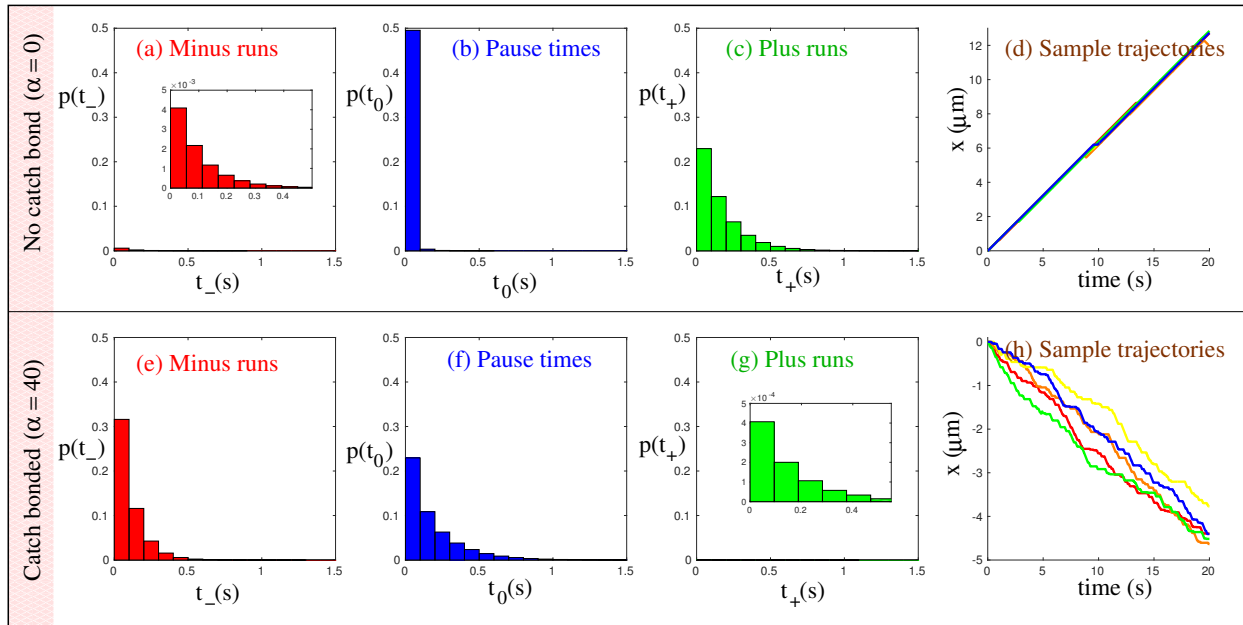 No catch bond (α = 0)
(a) Minus runs
p(t_)
0.5
0.4
0.3
0.2
0.1
0
0 0.5 1 1.5
t_(s)
×10⁻³
5
4
3
2
1
0
0 0.1 0.2 0.3 0.4
(b) Pause times
p(t₀)
0.5
0.4
0.3
0.2
0.1
0
0 0.5 1 1.5
t₀(s)
(c) Plus runs
p(t₊)
0.5
0.4
0.3
0.2
0.1
0
0 0.5 1 1.5
t₊(s)
(d) Sample trajectories
x (μm)
12
10
8
6
4
2
0
0 5 10 15 20
time (s)
Catch bonded (α = 40)
(e) Minus runs
p(t_)
0.5
0.4
0.3
0.2
0.1
0
0 0.5 1 1.5
t_(s)
(f) Pause times
p(t₀)
0.5
0.4
0.3
0.2
0.1
0
0 0.5 1 1.5
t₀(s)
(g) Plus runs
p(t₊)
0.5
0.4
0.3
0.2
0.1
0
0 0.5 1 1.5
t₊(s)
×10⁻⁴
5
4
3
2
1
0
0 0.2 0.4
(h) Sample trajectories
x (μm)
0
-1
-2
-3
-4
-5
0 5 10 15 20
time (s)